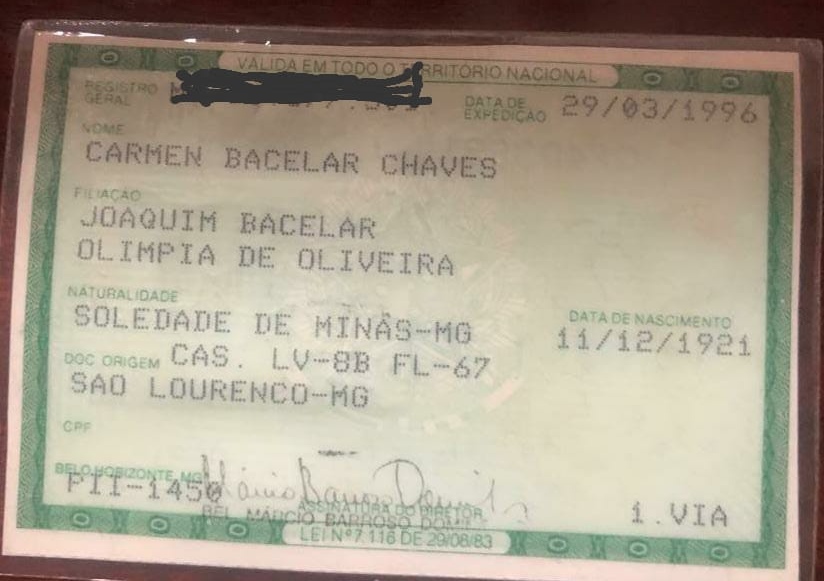 VÁLIDA EM TODO O TERRITÓRIO NACIONAL
REGISTRO GERAL
DATA DE EXPEDIÇÃO 29/03/1996
NOME
CARMEN BACELAR CHAVES
FILIAÇÃO
JOAQUIM BACELAR
OLIMPIA DE OLIVEIRA
NATURALIDADE
SOLEDADE DE MINAS-MG
DATA DE NASCIMENTO
11/12/1921
DOC ORIGEM CAS. LV-8B FL-67
SAO LOURENCO-MG
CPF
BELO HORIZONTE, MG
PII-1450
ASSINATURA DO DIRETOR
BEL MÁRCIO BARROSO
1.VIA
LEI Nº 7.116 DE 29/08/83